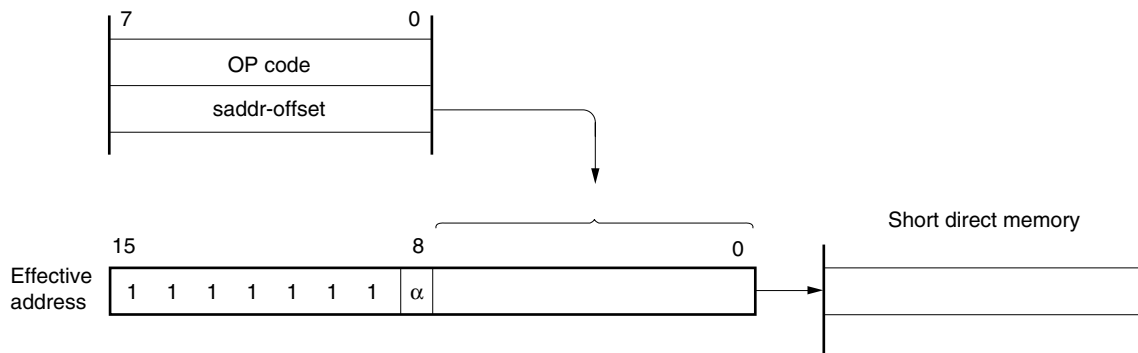 7 0
OP code
saddr-offset
Short direct memory
15 8 0
Effective address
1 1 1 1 1 1 1 α